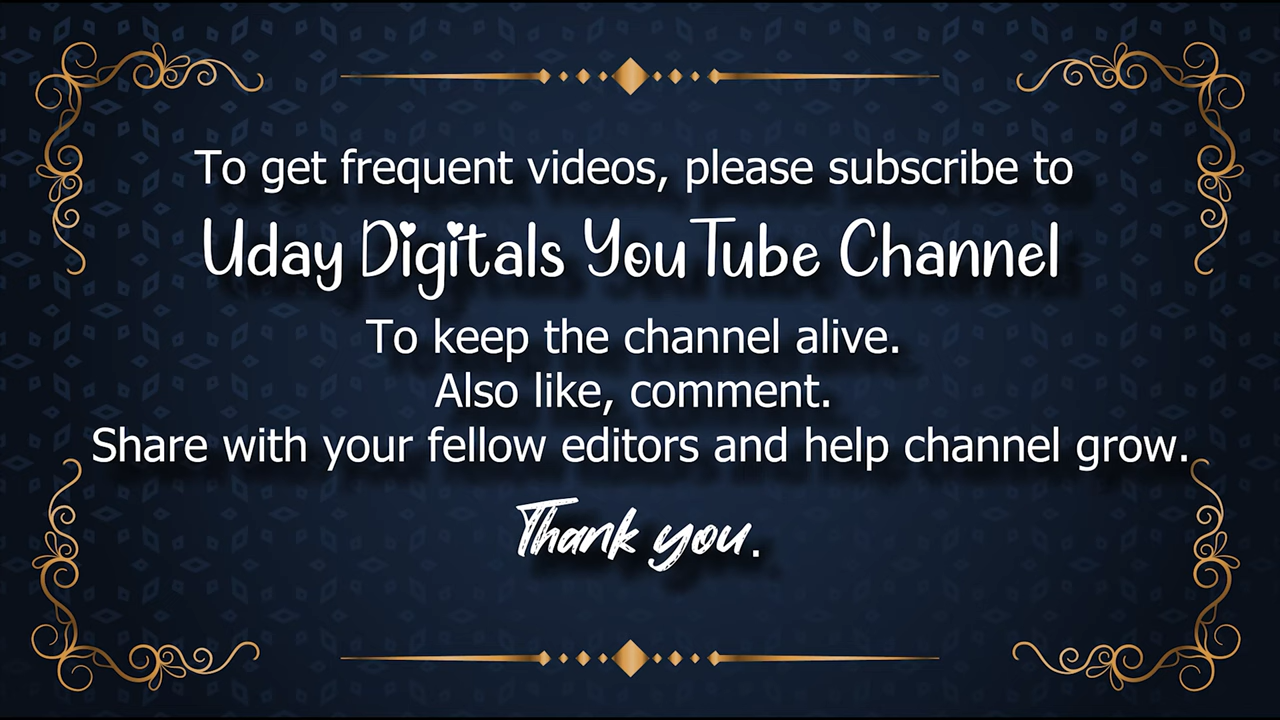 To get frequent videos, please subscribe to
Uday Digitals YouTube Channel
To keep the channel alive.
Also like, comment.
Share with your fellow editors and help channel grow.
Thank you.